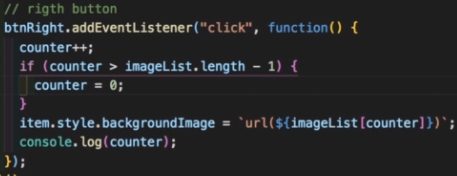 // rigth button
btnRight.addEventListener("click", function() {
counter++;
if (counter > imageList.length - 1) {
counter = 0;
}
item.style.backgroundImage = `url(${imageList[counter]})`;
console.log(counter);
});